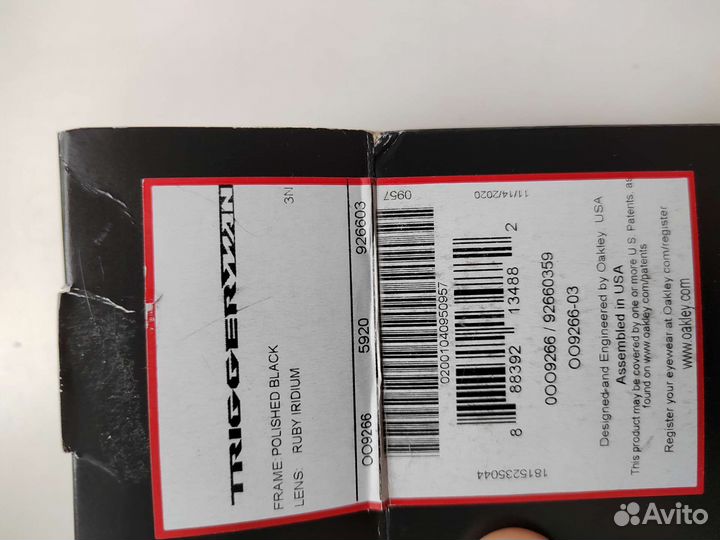 TRIGGERMAN
FRAME POLISHED BLACK
LENS: RUBY IRIDIUM
3N
OO9266 5920 926603
0957
11/14/2020
02001040950957
8 88392 13488 2
0OO9266 / 92660359
OO9266-03
1815235044
Designed and Engineered by Oakley USA
Assembled in USA
This product may be covered by one or more U.S. Patents, as
found on www.oakley.com/patents
Register your eyewear at Oakley.com/register
www.oakley.com
Avito